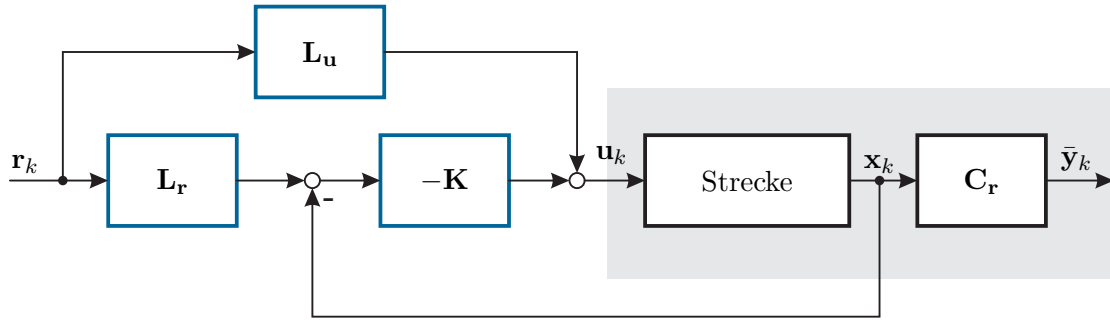 L_u
r_k
L_r
-
−K
u_k
Strecke
x_k
C_r
ȳ_k